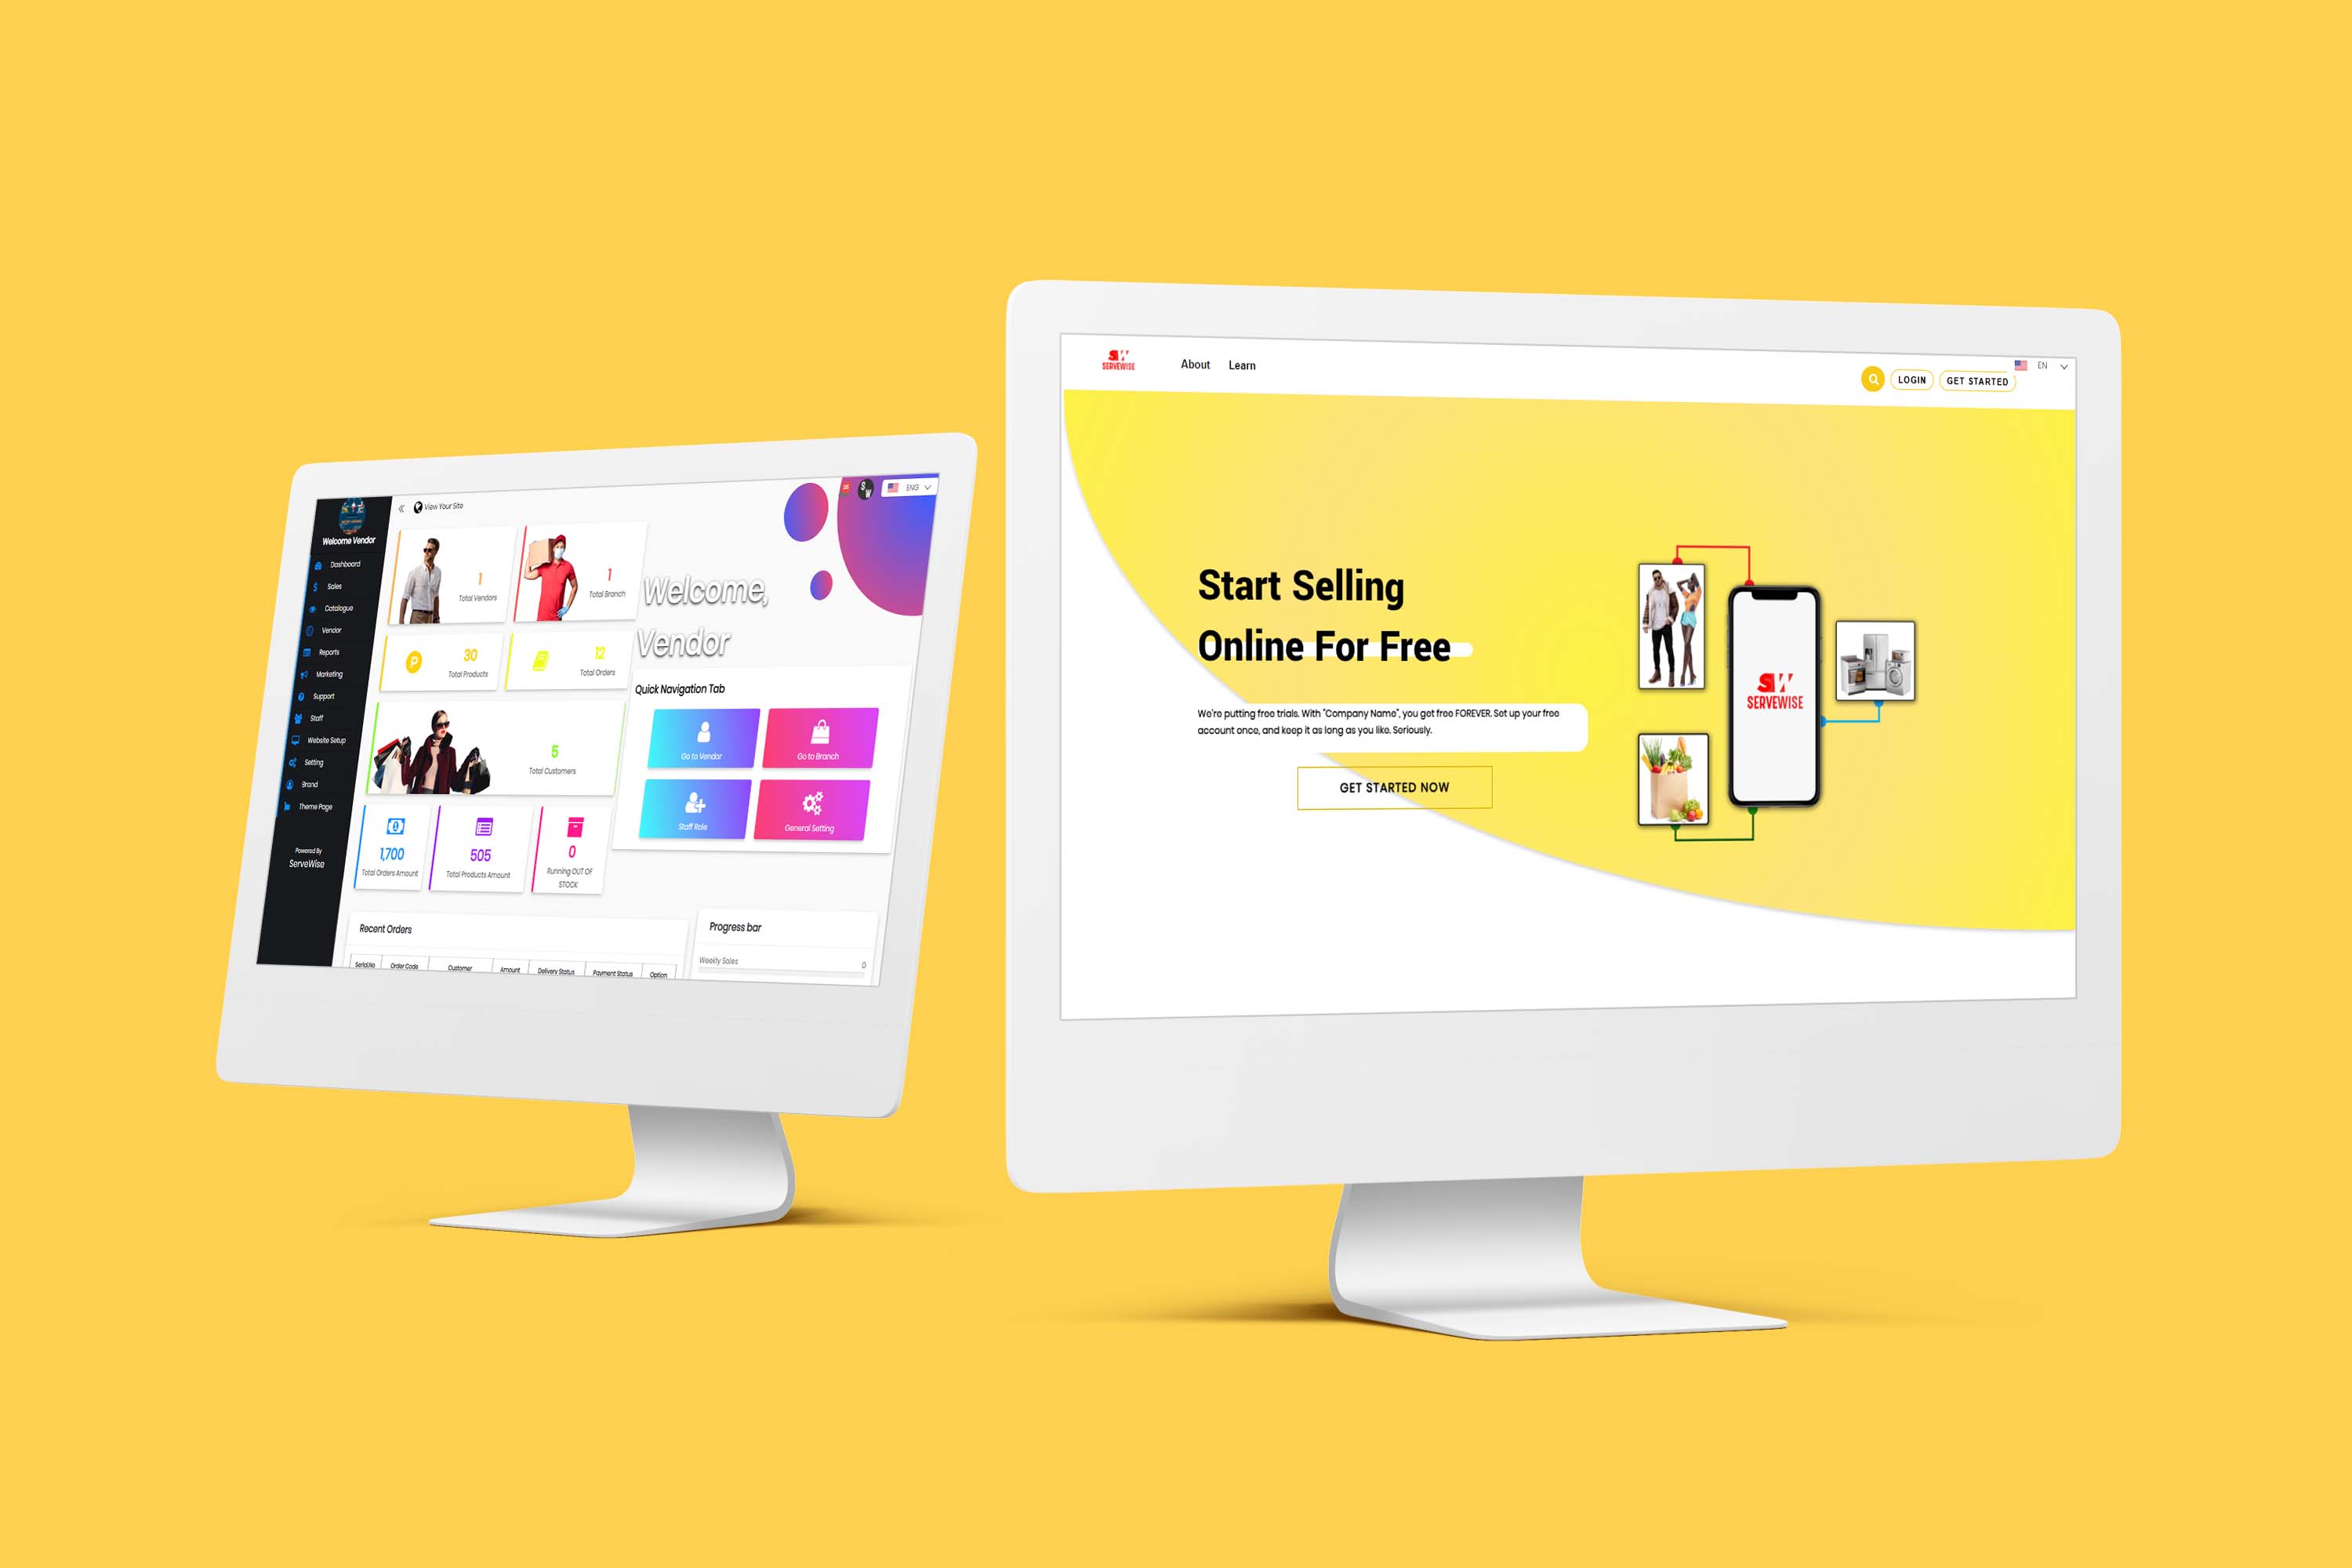 Welcome Vendor
Dashboard
Sales
Catalogue
Vendor
Reports
Marketing
Support
Staff
Website Setup
Setting
Brand
Theme Page
Powered By
ServeWise
View Your Site
SW
ENG
1
Total Vendors
1
Total Branch
30
Total Products
12
Total Orders
5
Total Customers
1,700
Total Orders Amount
505
Total Products Amount
0
Running OUT OF
STOCK
Welcome,
Vendor
Quick Navigation Tab
Go to Vendor
Go to Branch
Staff Role
General Setting
Recent Orders
Serial.No Order Code Customer Amount Delivery Status Payment Status Option
Progress bar
Weekly Sales 0
SW
SERVEWISE
About Learn
LOGIN GET STARTED
EN
Start Selling
Online For Free
We're putting free trials. With "Company Name", you get free FOREVER. Set up your free
account once, and keep it as long as you like. Seriously.
GET STARTED NOW
SW
SERVEWISE